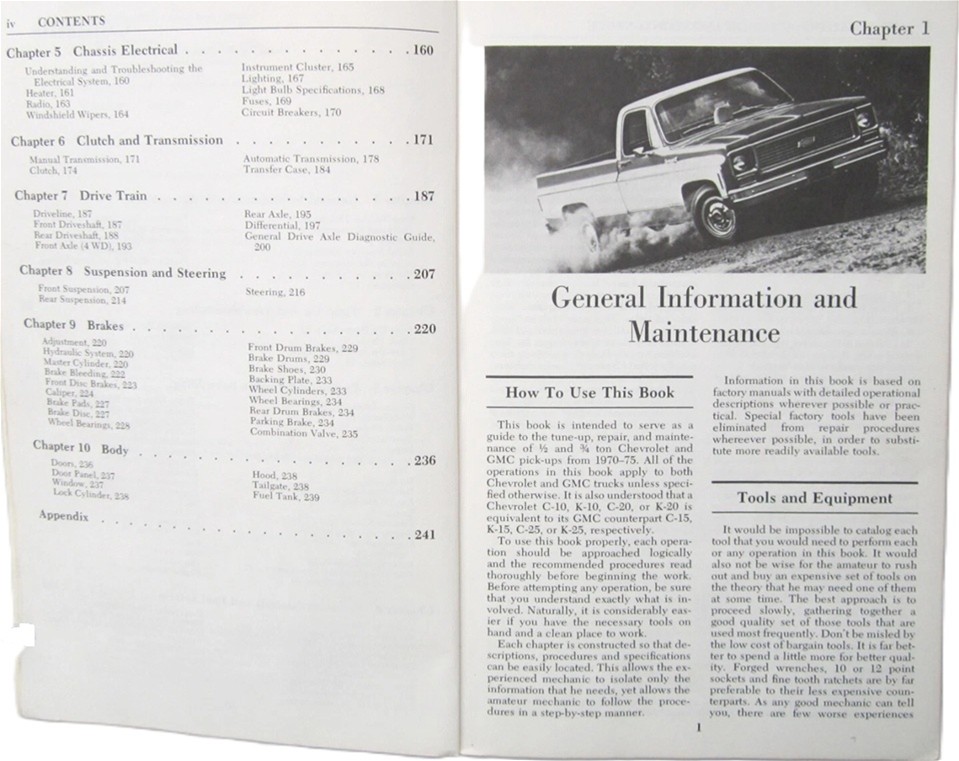 iv CONTENTS
Chapter 5 Chassis Electrical . . . . . . . . . . . . . . 160
Understanding and Troubleshooting the
Electrical System, 160
Heater, 161
Radio, 163
Windshield Wipers, 164
Instrument Cluster, 165
Lighting, 167
Light Bulb Specifications, 168
Fuses, 169
Circuit Breakers, 170
Chapter 6 Clutch and Transmission . . . . . . . . . . . 171
Manual Transmission, 171
Clutch, 174
Automatic Transmission, 178
Transfer Case, 184
Chapter 7 Drive Train . . . . . . . . . . . . . . . . 187
Driveline, 187
Front Driveshaft, 187
Rear Driveshaft, 188
Front Axle (4 WD), 193
Rear Axle, 195
Differential, 197
General Drive Axle Diagnostic Guide,
200
Chapter 8 Suspension and Steering . . . . . . . . . . . 207
Front Suspension, 207
Rear Suspension, 214
Steering, 216
Chapter 9 Brakes . . . . . . . . . . . . . . . . . 220
Adjustment, 220
Hydraulic System, 220
Master Cylinder, 220
Brake Bleeding, 222
Front Disc Brakes, 223
Caliper, 224
Brake Pads, 227
Brake Disc, 227
Wheel Bearings, 228
Front Drum Brakes, 229
Brake Drums, 229
Brake Shoes, 230
Backing Plate, 233
Wheel Cylinders, 233
Wheel Bearings, 234
Rear Drum Brakes, 234
Parking Brake, 234
Combination Valve, 235
Chapter 10 Body . . . . . . . . . . . . . . . . . 236
Doors, 236
Door Panel, 237
Window, 237
Lock Cylinder, 238
Hood, 238
Tailgate, 238
Fuel Tank, 239
Appendix . . . . . . . . . . . . . . . . . . . 241
Chapter 1
General Information and
Maintenance
How To Use This Book
This book is intended to serve as a
guide to the tune-up, repair, and mainte-
nance of ½ and ¾ ton Chevrolet and
GMC pick-ups from 1970–75. All of the
operations in this book apply to both
Chevrolet and GMC trucks unless speci-
fied otherwise. It is also understood that a
Chevrolet C-10, K-10, C-20, or K-20 is
equivalent to its GMC counterpart C-15,
K-15, C-25, or K-25, respectively.
To use this book properly, each opera-
tion should be approached logically
and the recommended procedures read
thoroughly before beginning the work.
Before attempting any operation, be sure
that you understand exactly what is in-
volved. Naturally, it is considerably eas-
ier if you have the necessary tools on
hand and a clean place to work.
Each chapter is constructed so that de-
scriptions, procedures and specifications
can be easily located. This allows the ex-
perienced mechanic to isolate only the
information that he needs, yet allows the
amateur mechanic to follow the proce-
dures in a step-by-step manner.
Information in this book is based on
factory manuals with detailed operational
descriptions wherever possible or prac-
tical. Special factory tools have been
eliminated from repair procedures
whereever possible, in order to substi-
tute more readily available tools.
Tools and Equipment
It would be impossible to catalog each
tool that you would need to perform each
or any operation in this book. It would
also not be wise for the amateur to rush
out and buy an expensive set of tools on
the theory that he may need one of them
at some time. The best approach is to
proceed slowly, gathering together a
good quality set of those tools that are
used most frequently. Don't be misled by
the low cost of bargain tools. It is far bet-
ter to spend a little more for better qual-
ity. Forged wrenches, 10 or 12 point
sockets and fine tooth ratchets are by far
preferable to their less expensive coun-
terparts. As any good mechanic can tell
you, there are few worse experiences
1